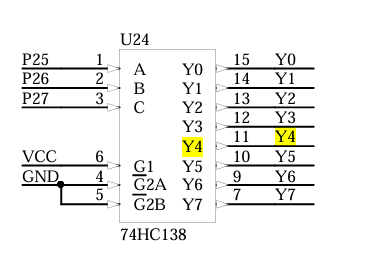 U24
P25 1 A Y0 15 Y0
P26 2 B Y1 14 Y1
P27 3 C Y2 13 Y2
Y3 12 Y3
Y4 11 Y4
VCC 6 G1 Y5 10 Y5
GND 4 G2A Y6 9 Y6
5 G2B Y7 7 Y7
74HC138